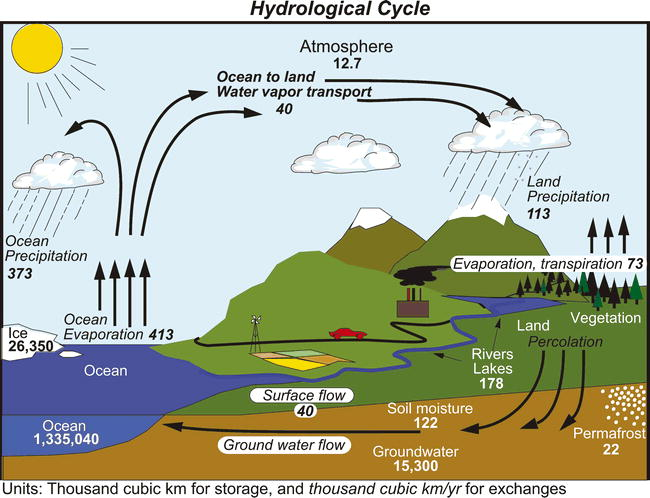 Hydrological Cycle
Atmosphere
12.7
Ocean to land
Water vapor transport
40
Land
Precipitation
113
Ocean
Precipitation
373
Evaporation, transpiration 73
Ocean
Evaporation 413
Ice
26,350
Vegetation
Land
Percolation
Ocean
Rivers
Lakes
178
Surface flow
40
Soil moisture
122
Ocean
1,335,040
Ground water flow
Groundwater
15,300
Permafrost
22
Units: Thousand cubic km for storage, and thousand cubic km/yr for exchanges